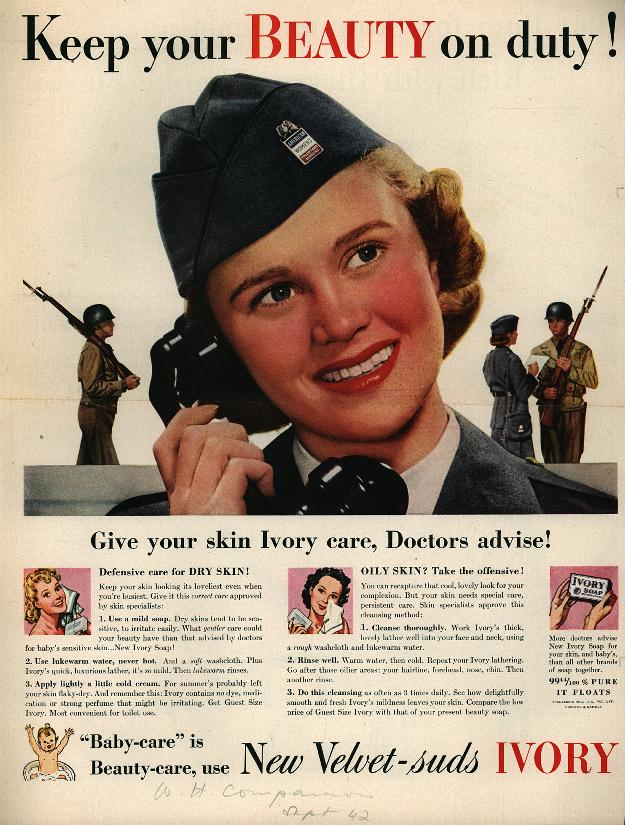 Keep your BEAUTY on duty!
AMERICAN
WOMEN'S
Give your skin Ivory care, Doctors advise!
Defensive care for DRY SKIN!
Keep your skin looking its loveliest even when
you're busiest. Give it this correct care approved
by skin specialists:
1. Use a mild soap. Dry skins tend to be sen-
sitive, to irritate easily. What gentler care could
your beauty have than that advised by doctors
for baby's sensitive skin...New Ivory Soap!
2. Use lukewarm water, never hot. And a soft washcloth. Plus
Ivory's quick, luxurious lather, it's so mild. Then lukewarm rinses.
3. Apply lightly a little cold cream. For summer's probably left
your skin flaky-dry. And remember this: Ivory contains no dye, medi-
cation or strong perfume that might be irritating. Get Guest Size
Ivory. Most convenient for toilet use.
OILY SKIN? Take the offensive!
You can recapture that cool, lovely look for your
complexion. But your skin needs special care,
persistent care. Skin specialists approve this
cleansing method:
1. Cleanse thoroughly. Work Ivory's thick,
lovely lather well into your face and neck, using
a rough washcloth and lukewarm water.
2. Rinse well. Warm water, then cold. Repeat your Ivory lathering.
Go after those oilier areas: your hairline, forehead, nose, chin. Then
another rinse.
3. Do this cleansing as often as 3 times daily. See how delightfully
smooth and fresh Ivory's mildness leaves your skin. Compare the low
price of Guest Size Ivory with that of your present beauty soap.
IVORY
SOAP
More doctors advise
New Ivory Soap for
your skin, and baby's,
than all other brands
of soap together.
99 44/100 % PURE
IT FLOATS
TRADEMARK REG. U.S. PAT. OFF.
PROCTER & GAMBLE
"Baby-care" is
Beauty-care, use New Velvet-suds IVORY
W. H. Companion
Sept 42